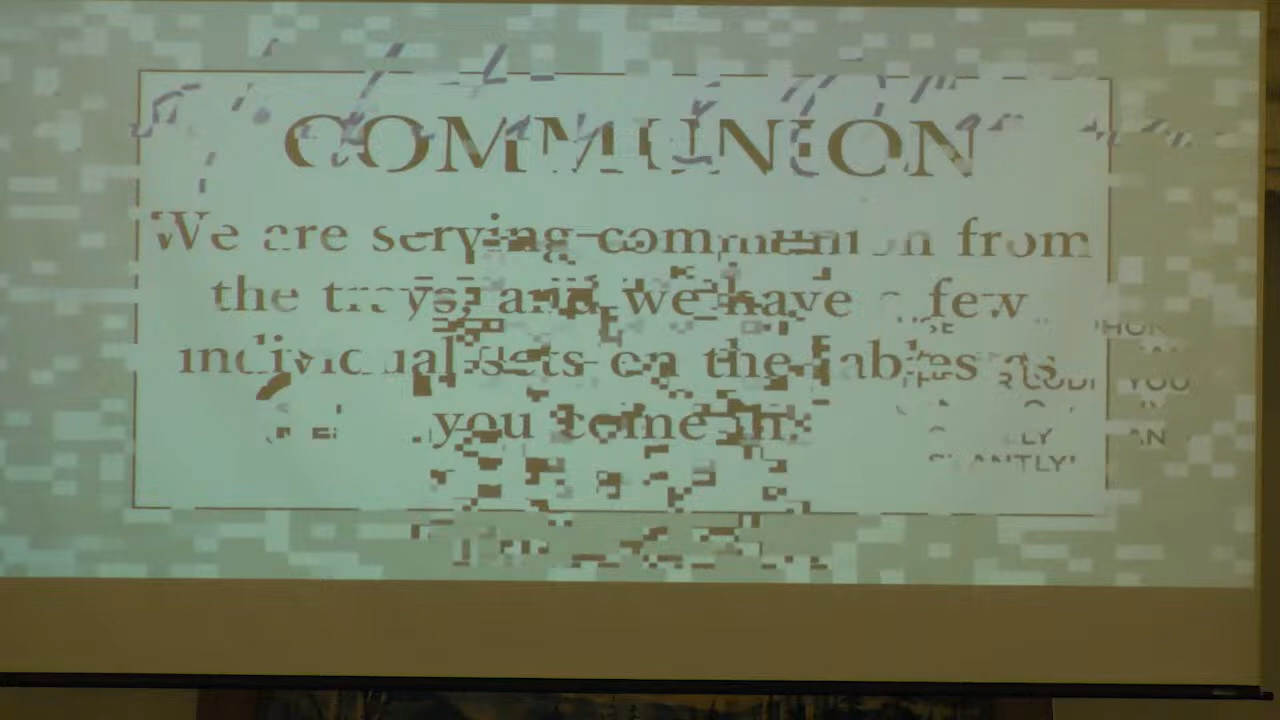 COMMUNION
We are serving communion from
the trays, and we have a few
individual sets on the tables as
you come in.
YOU